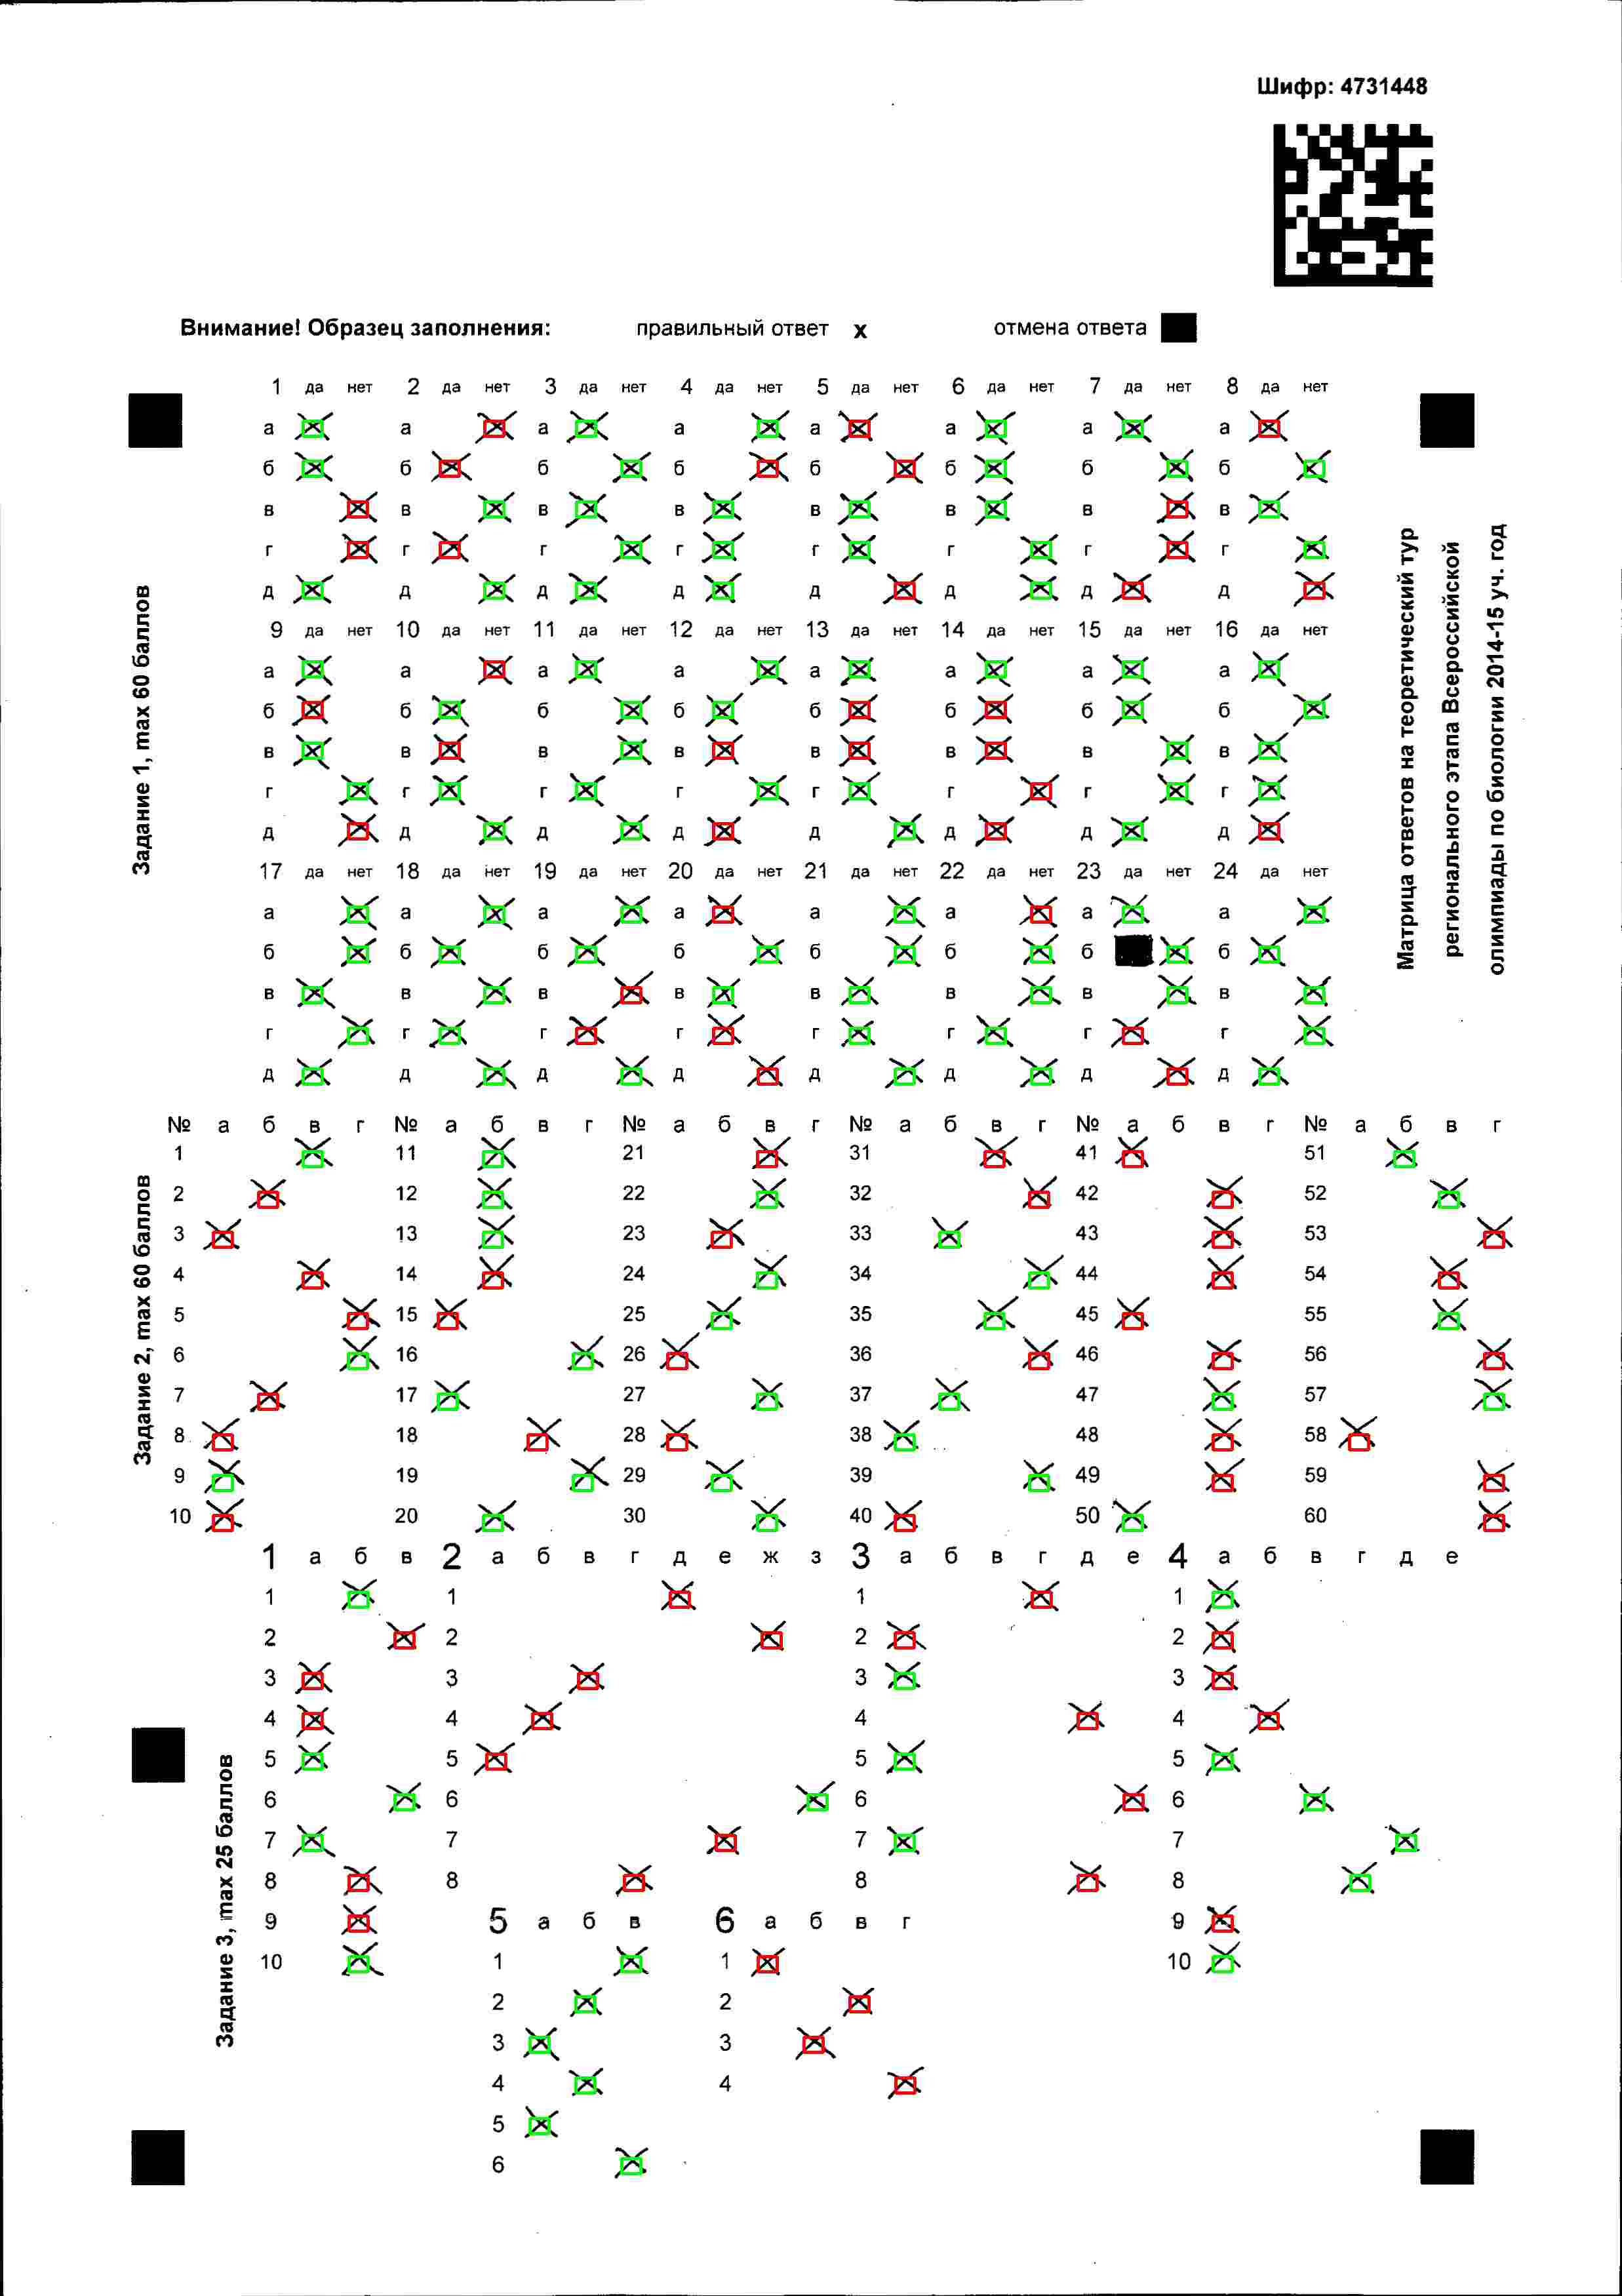 Шифр: 4731448
Внимание! Образец заполнения: правильный ответ x отмена ответа
1 да нет 2 да нет 3 да нет 4 да нет 5 да нет 6 да нет 7 да нет 8 да нет
а а а а а а а а
б б б б б б б б
в в в в в в в в
г г г г г г г г
д д д д д д д д
9 да нет 10 да нет 11 да нет 12 да нет 13 да нет 14 да нет 15 да нет 16 да нет
а а а а а а а а
б б б б б б б б
в в в в в в в в
г г г г г г г г
д д д д д д д д
17 да нет 18 да нет 19 да нет 20 да нет 21 да нет 22 да нет 23 да нет 24 да нет
а а а а а а а а
б б б б б б б б
в в в в в в в в
г г г г г г г г
д д д д д д д д
Задание 1, max 60 баллов
Матрица ответов на теоретический тур
регионального этапа Всероссийской
олимпиады по биологии 2014-15 уч. год
№ а б в г № а б в г № а б в г № а б в г № а б в г № а б в г
1 11 21 31 41 51
2 12 22 32 42 52
3 13 23 33 43 53
4 14 24 34 44 54
5 15 25 35 45 55
6 16 26 36 46 56
7 17 27 37 47 57
8 18 28 38 48 58
9 19 29 39 49 59
10 20 30 40 50 60
Задание 2, max 60 баллов
1 а б в 2 а б в г д е ж з 3 а б в г д е 4 а б в г д е
1 1 1 1
2 2 2 2
3 3 3 3
4 4 4 4
5 5 5 5
6 6 6 6
7 7 7 7
8 8 8 8
9 5 а б в 6 а б в г 9
10 1 1 10
2 2
3 3
4 4
5
6
Задание 3, max 25 баллов